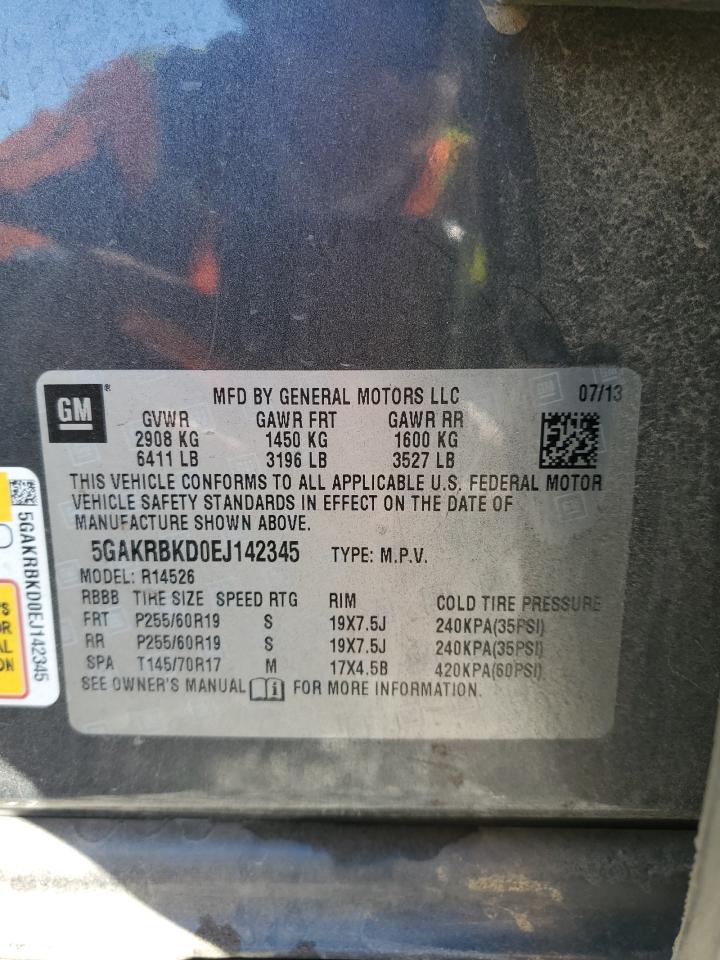 GM
®
MFD BY GENERAL MOTORS LLC 07/13
GVWR GAWR FRT GAWR RR
2908 KG 1450 KG 1600 KG
6411 LB 3196 LB 3527 LB
THIS VEHICLE CONFORMS TO ALL APPLICABLE U.S. FEDERAL MOTOR
VEHICLE SAFETY STANDARDS IN EFFECT ON THE DATE OF
MANUFACTURE SHOWN ABOVE.
5GAKRBKD0EJ142345 TYPE: M.P.V.
MODEL: R14526
RBBB TIRE SIZE SPEED RTG RIM COLD TIRE PRESSURE
FRT P255/60R19 S 19X7.5J 240KPA(35PSI)
RR P255/60R19 S 19X7.5J 240KPA(35PSI)
SPA T145/70R17 M 17X4.5B 420KPA(60PSI)
SEE OWNER'S MANUAL i FOR MORE INFORMATION.
5GAKRBKD0EJ142345